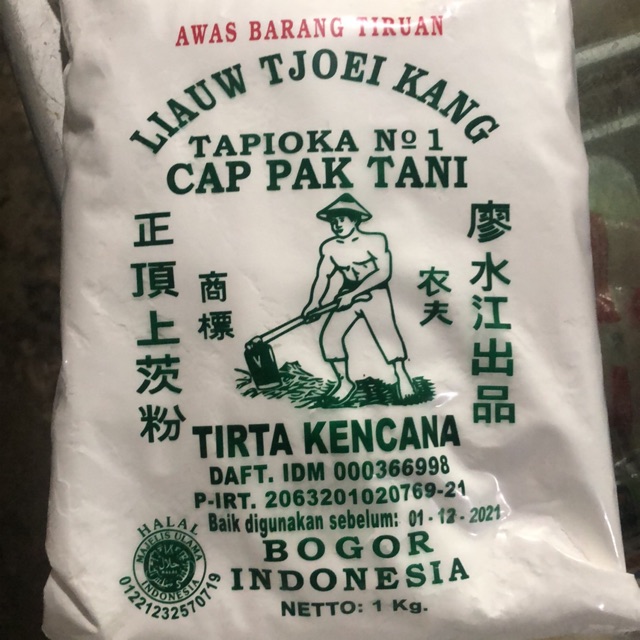 AWAS BARANG TIRUAN
LIAUW TJOEI KANG
TAPIOKA Nº 1
CAP PAK TANI
正頂上茨粉
商標
农夫
廖水江出品
TIRTA KENCANA
DAFT. IDM 000366998
P-IRT. 2063201020769-21
Baik digunakan sebelum: 01 - 12 - 2021
BOGOR
INDONESIA
NETTO: 1 Kg.
HALAL
MAJELIS ULAMA
INDONESIA
01221232570719